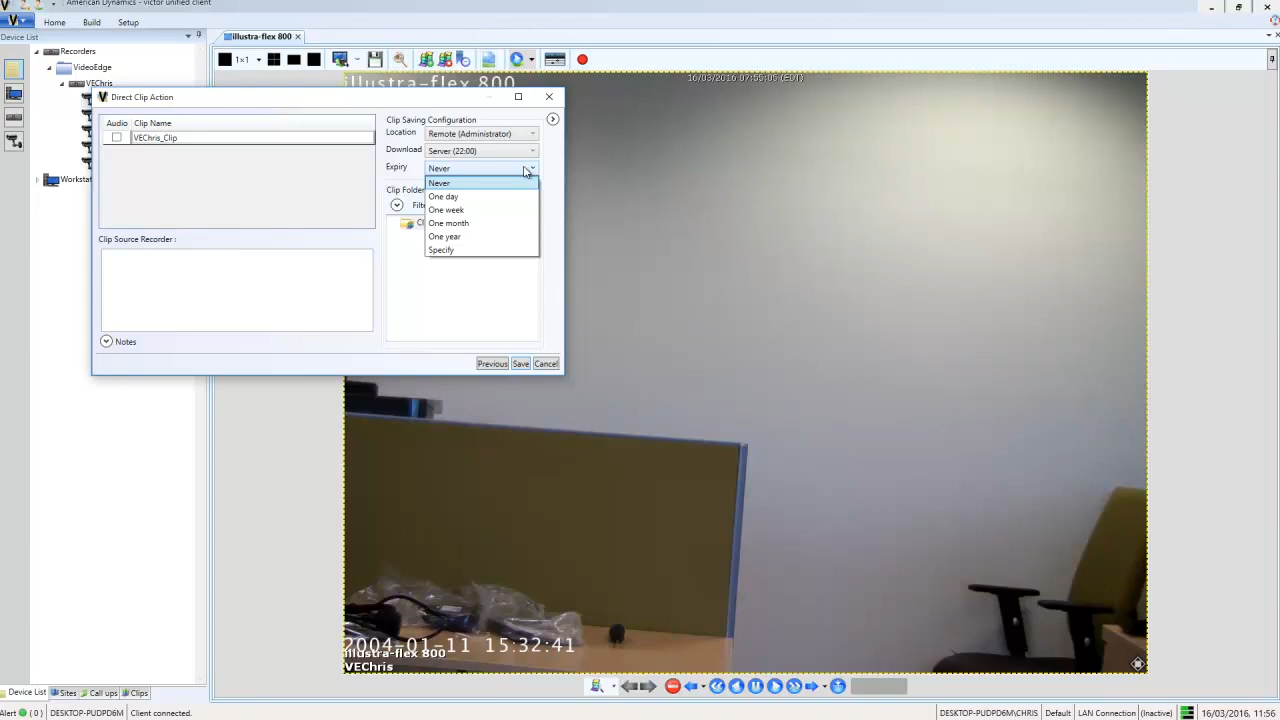 American Dynamics - victor unified client
Home Build Setup
Device List
illustra-flex 800
Recorders
VideoEdge
VEChris
1×1
illustra-flex 800
16/03/2016 07:55:05 (EDT)
Direct Clip Action
Audio Clip Name
VEChris_Clip
Clip Source Recorder :
Notes
Clip Saving Configuration
Location Remote (Administrator)
Download Server (22:00)
Expiry Never
Never
One day
One week
One month
One year
Specify
Clip Folder
Previous Save Cancel
2004-01-11 15:32:41
illustra-flex 800
VEChris
Device List Sites Call ups Clips
Alert (0) DESKTOP-PUDPD6M Client connected.
DESKTOP-PUDPD6M\CHRIS Default LAN Connection (Inactive) 16/03/2016, 11:56